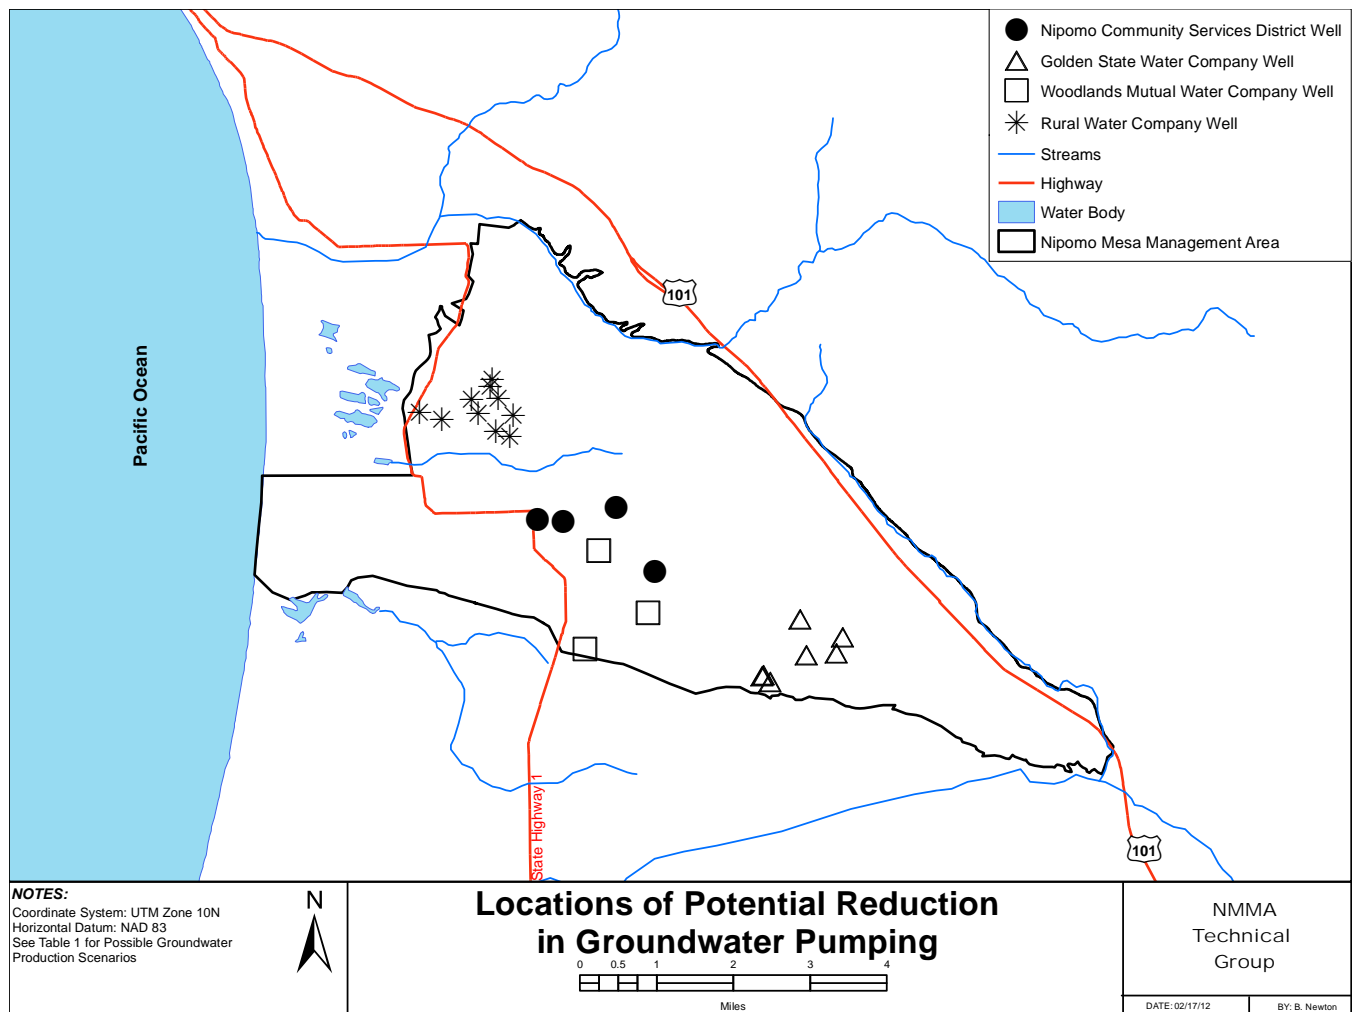 Nipomo Community Services District Well
Golden State Water Company Well
Woodlands Mutual Water Company Well
Rural Water Company Well
Streams
Highway
Water Body
Nipomo Mesa Management Area
101
Pacific Ocean
State Highway 1
101
NOTES:
Coordinate System: UTM Zone 10N
Horizontal Datum: NAD 83
See Table 1 for Possible Groundwater
Production Scenarios
N
Locations of Potential Reduction
in Groundwater Pumping
0 0.5 1 2 3 4
Miles
NMMA
Technical
Group
DATE: 02/17/12
BY: B. Newton